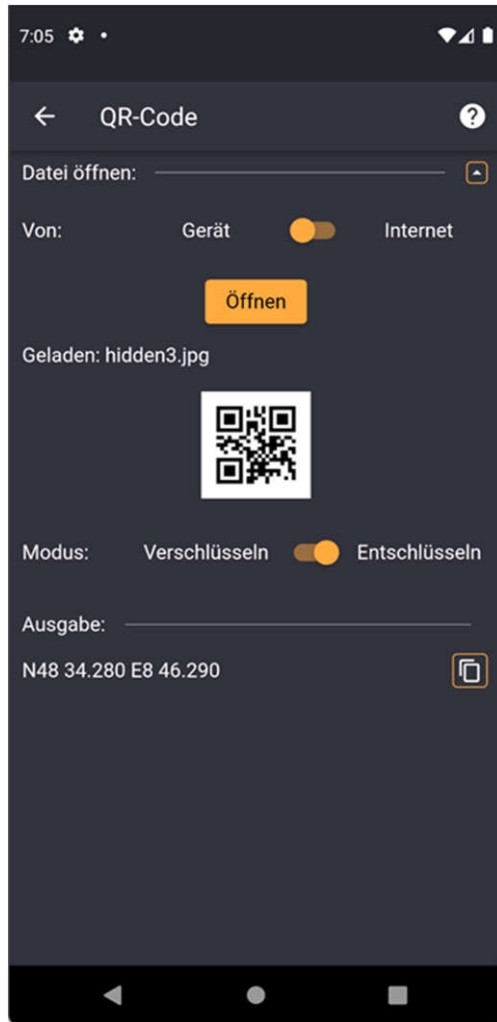 7:05
QR-Code
Datei öffnen:
Von: Gerät Internet
Öffnen
Geladen: hidden3.jpg
Modus: Verschlüsseln Entschlüsseln
Ausgabe:
N48 34.280 E8 46.290